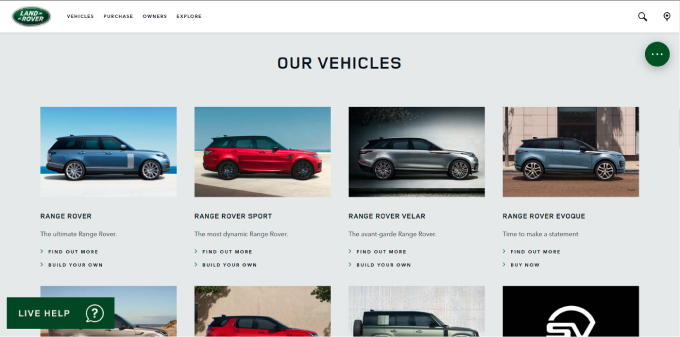 LAND ROVER
VEHICLES PURCHASE OWNERS EXPLORE
OUR VEHICLES
RANGE ROVER
The ultimate Range Rover.
FIND OUT MORE
BUILD YOUR OWN
RANGE ROVER SPORT
The most dynamic Range Rover.
FIND OUT MORE
BUILD YOUR OWN
RANGE ROVER VELAR
The avant-garde Range Rover.
FIND OUT MORE
BUILD YOUR OWN
RANGE ROVER EVOQUE
Time to make a statement
FIND OUT MORE
BUY NOW
LIVE HELP ?
SV